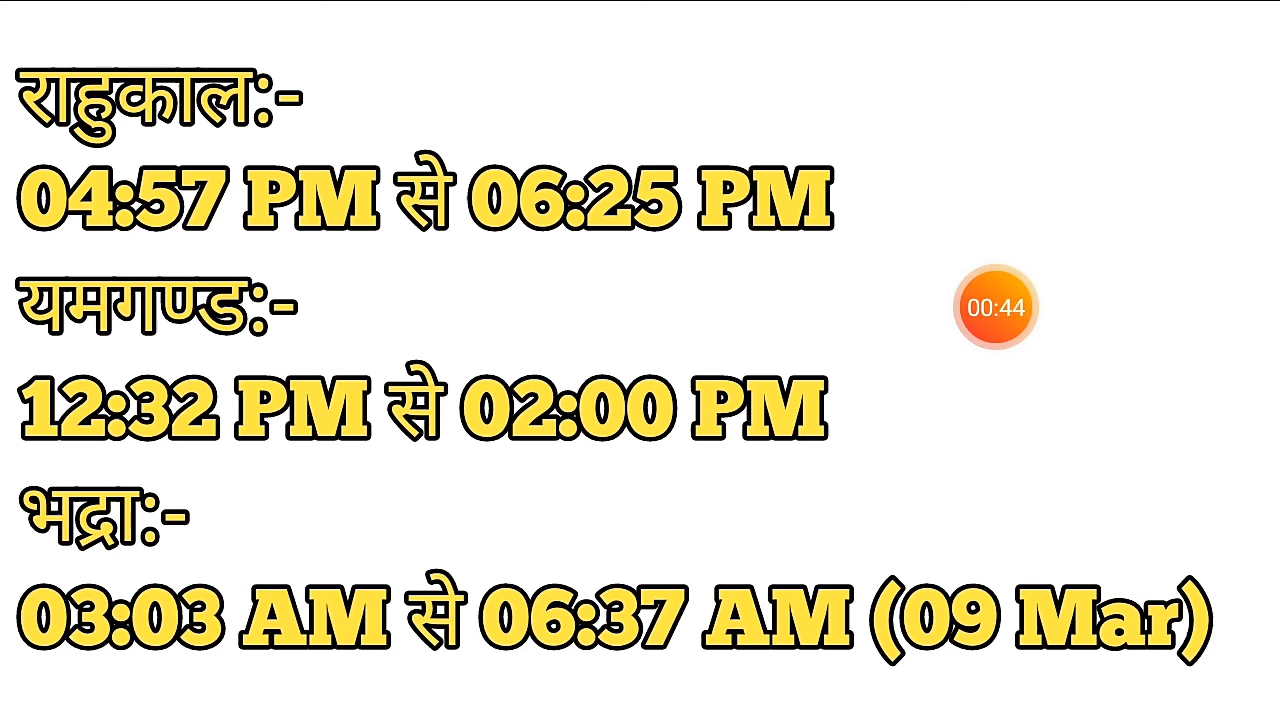 राहुकाल:-
04:57 PM से 06:25 PM
यमगण्ड:-
00:44
12:32 PM से 02:00 PM
भद्रा:-
03:03 AM से 06:37 AM (09 Mar)